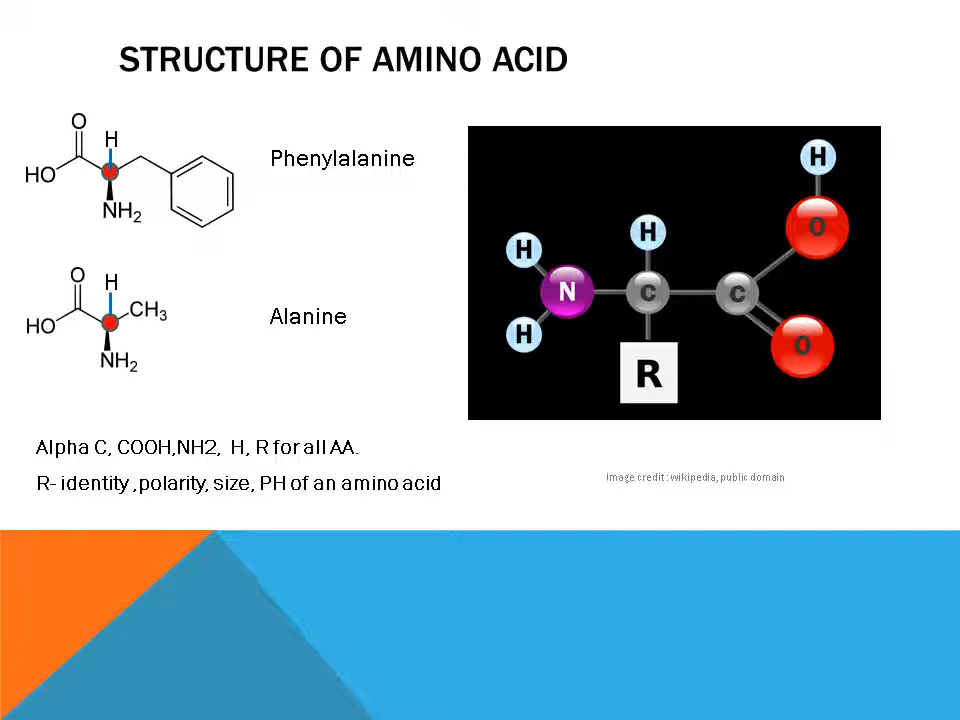 STRUCTURE OF AMINO ACID
O
H
HO
NH2
Phenylalanine
O
H
CH3
HO
NH2
Alanine
H
O
H
H
N
C
C
H
O
R
Alpha C, COOH,NH2, H, R for all AA.
R- identity ,polarity, size, PH of an amino acid
Image credit : wikipedia, public domain